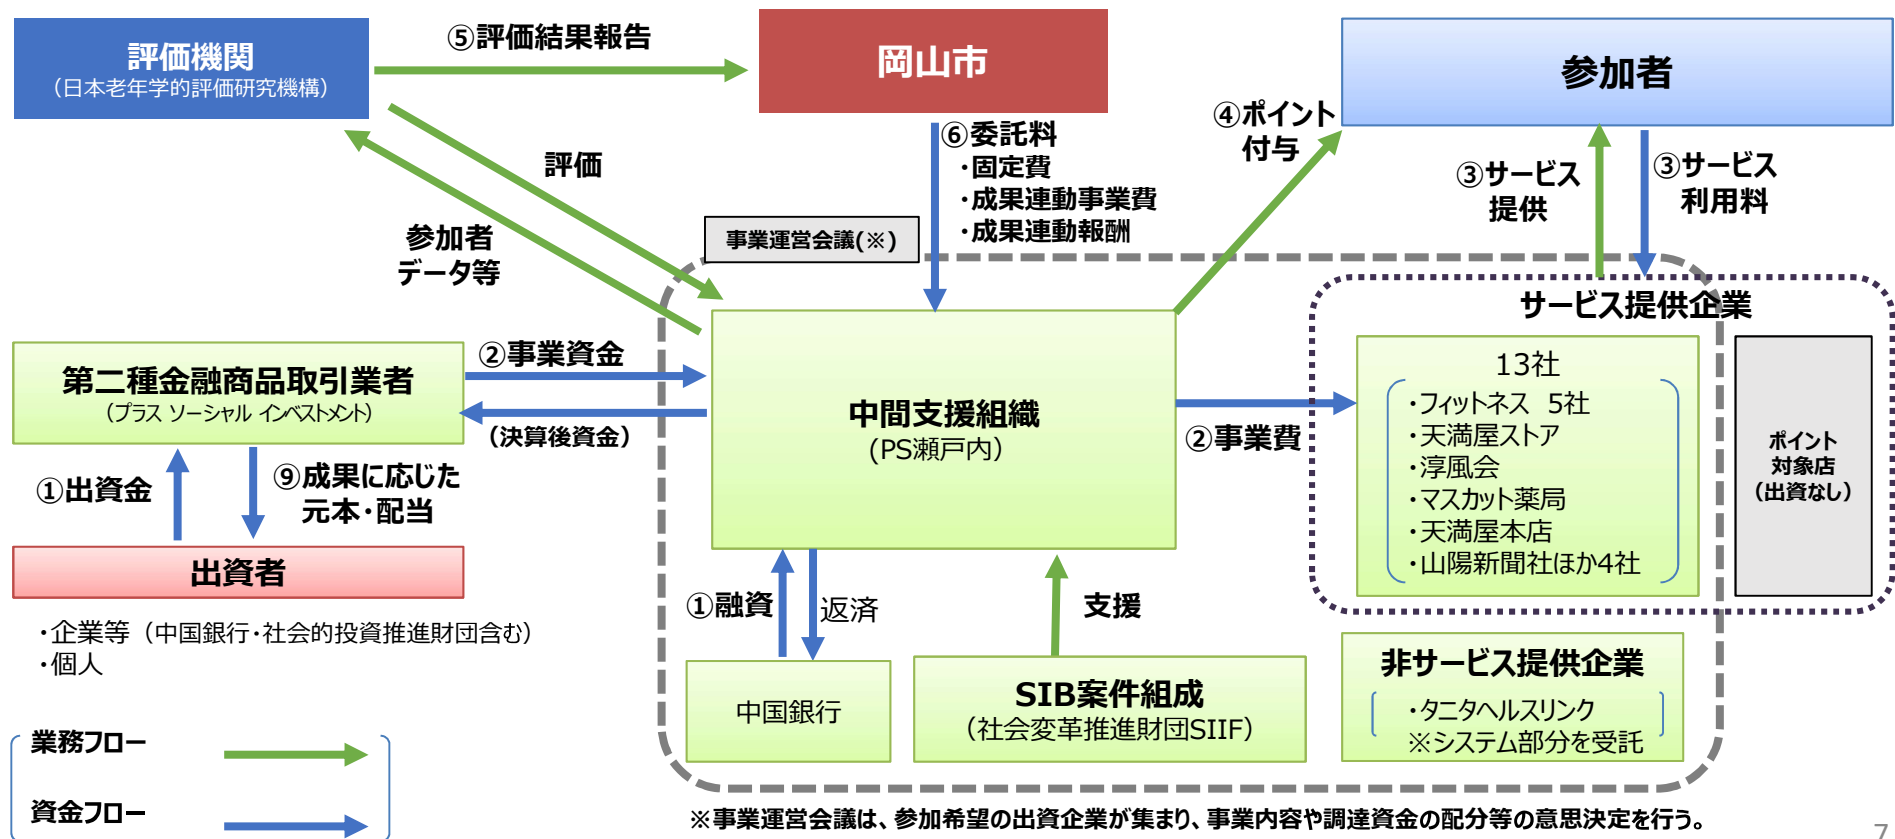 評価機関
（日本老年学的評価研究機構）
⑤評価結果報告
岡山市
参加者
④ポイント
付与
⑥委託料
・固定費
・成果連動事業費
・成果連動報酬
③サービス
提供
③サービス
利用料
評価
参加者
データ等
事業運営会議(※)
サービス提供企業
第二種金融商品取引業者
（プラス ソーシャル インベストメント）
②事業資金
（決算後資金）
中間支援組織
（PS瀬戸内）
②事業費
13社
・フィットネス　5社
・天満屋ストア
・淳風会
・マスカット薬局
・天満屋本店
・山陽新聞社ほか4社
ポイント
対象店
（出資なし）
①出資金
⑨成果に応じた
元本・配当
出資者
・企業等（中国銀行・社会的投資推進財団含む）
・個人
①融資
返済
支援
中国銀行
SIB案件組成
（社会変革推進財団SIIF）
非サービス提供企業
・タニタヘルスリンク
※システム部分を受託
業務フロー
資金フロー
※事業運営会議は、参加希望の出資企業が集まり、事業内容や調達資金の配分等の意思決定を行う。
7